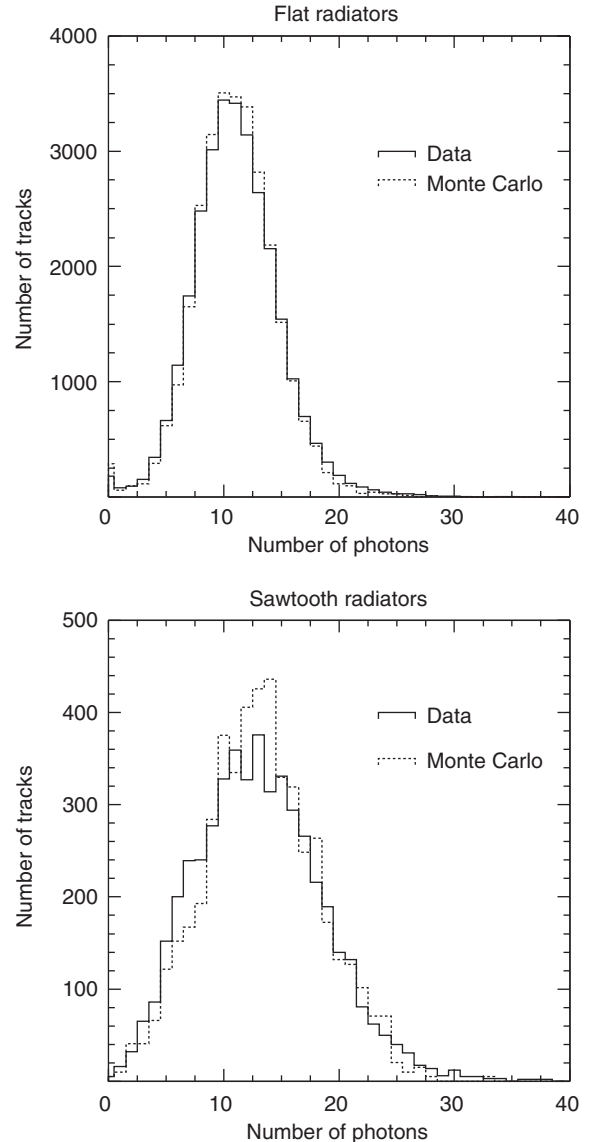 Flat radiators
4000
3000
2000
1000
Number of tracks
Data
Monte Carlo
0 10 20 30 40
Number of photons
Sawtooth radiators
500
400
300
200
100
Number of tracks
Data
Monte Carlo
0 10 20 30 40
Number of photons